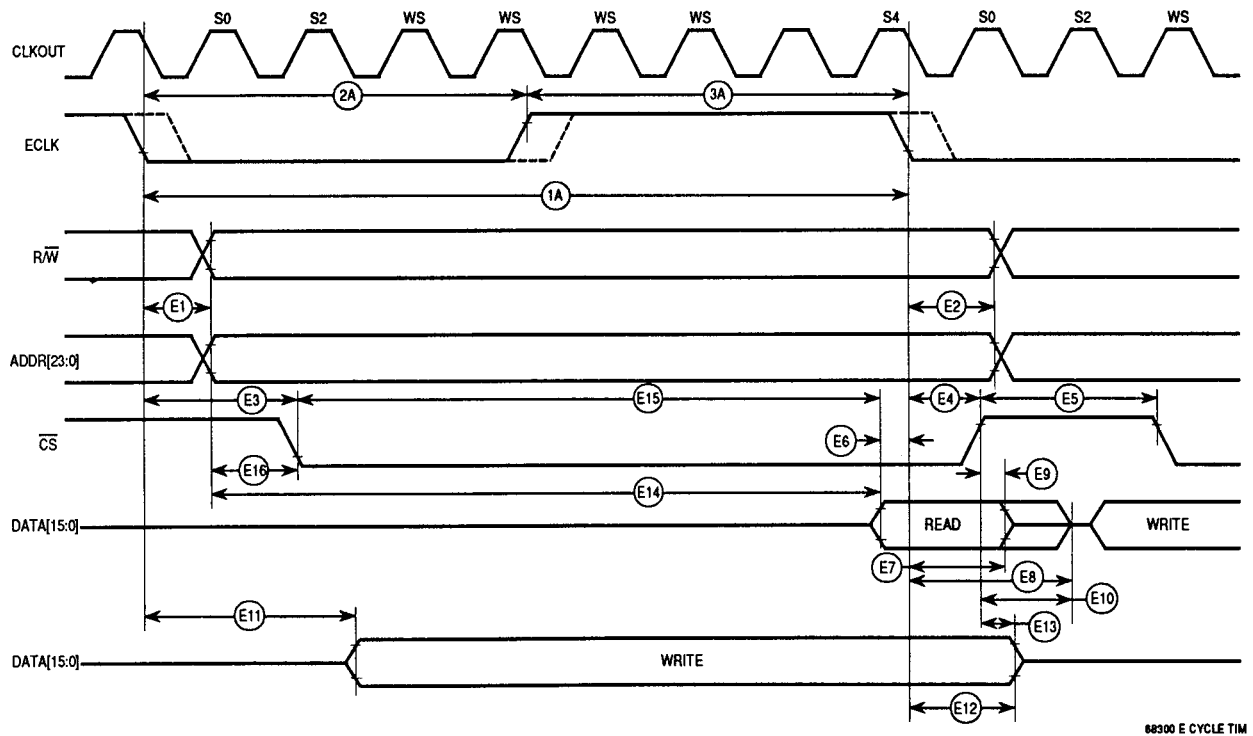 S0 S2 WS WS WS WS S4 S0 S2 WS
CLKOUT
2A 3A
ECLK
1A
R/W̅
E1 E2
ADDR[23:0]
E3 E15 E4 E5
C̅S̅
E6
E16 E9
E14
DATA[15:0] READ WRITE
E7 E8
E10
E11 E13
DATA[15:0] WRITE
E12
68300 E CYCLE TIM